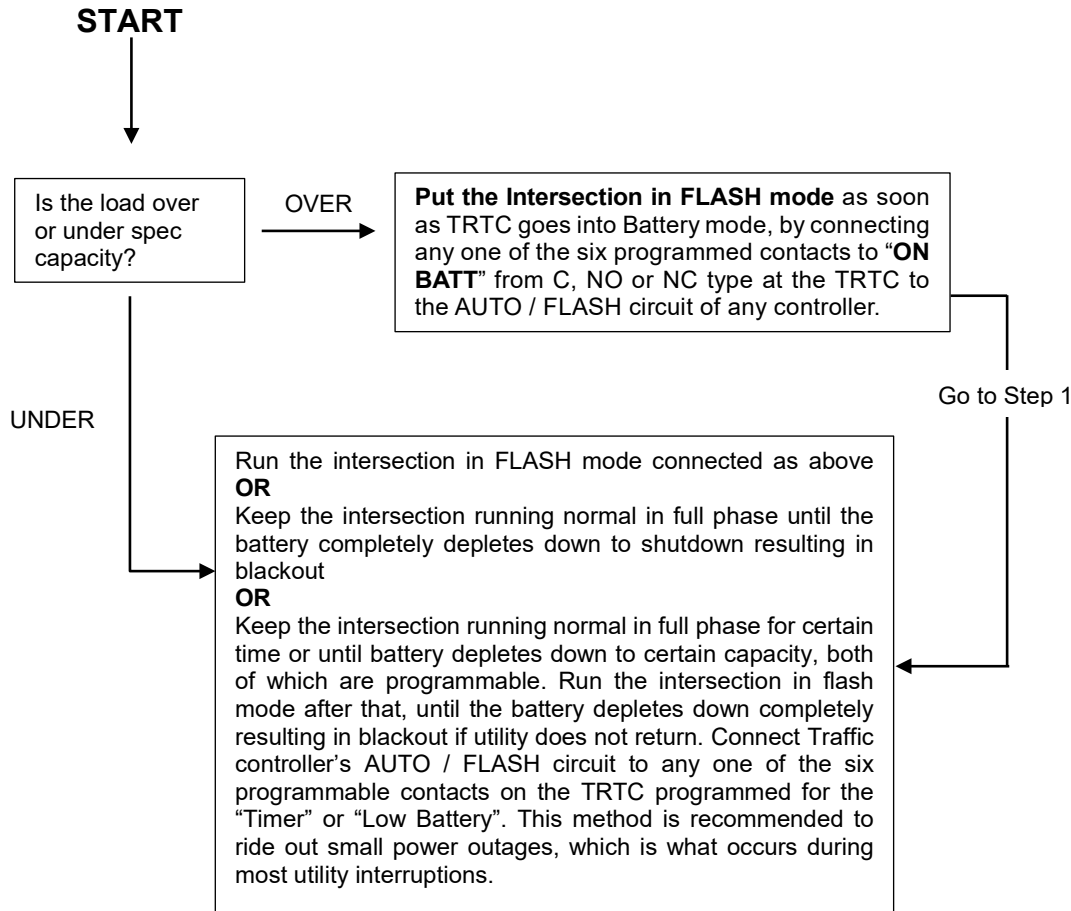 START
Is the load over
or under spec
capacity?
OVER
Put the Intersection in FLASH mode as soon
as TRTC goes into Battery mode, by connecting
any one of the six programmed contacts to “ON
BATT” from C, NO or NC type at the TRTC to
the AUTO / FLASH circuit of any controller.
Go to Step 1
UNDER
Run the intersection in FLASH mode connected as above
OR
Keep the intersection running normal in full phase until the
battery completely depletes down to shutdown resulting in
blackout
OR
Keep the intersection running normal in full phase for certain
time or until battery depletes down to certain capacity, both
of which are programmable. Run the intersection in flash
mode after that, until the battery depletes down completely
resulting in blackout if utility does not return. Connect Traffic
controller’s AUTO / FLASH circuit to any one of the six
programmable contacts on the TRTC programmed for the
“Timer” or “Low Battery”. This method is recommended to
ride out small power outages, which is what occurs during
most utility interruptions.